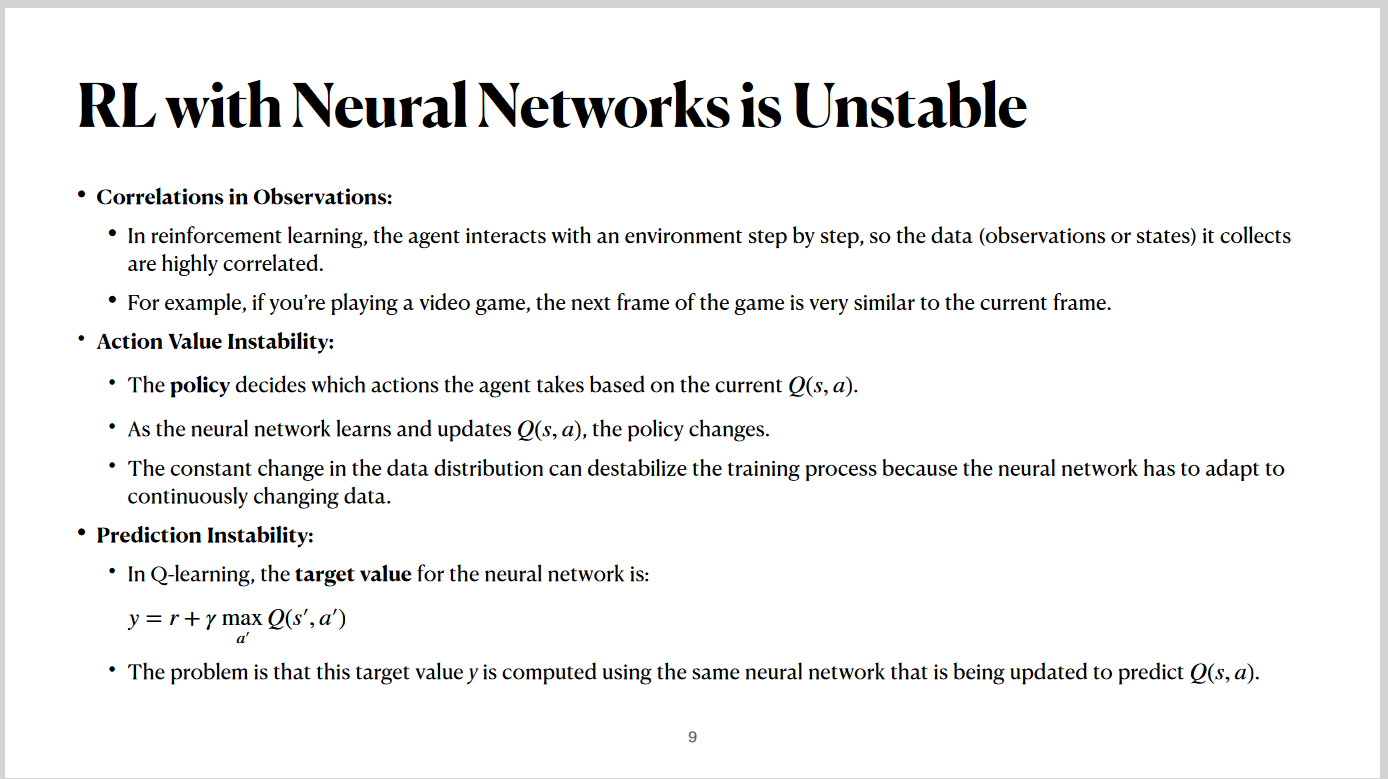 RL with Neural Networks is Unstable
• Correlations in Observations:
• In reinforcement learning, the agent interacts with an environment step by step, so the data (observations or states) it collects
are highly correlated.
• For example, if you’re playing a video game, the next frame of the game is very similar to the current frame.
• Action Value Instability:
• The policy decides which actions the agent takes based on the current Q(s, a).
• As the neural network learns and updates Q(s, a), the policy changes.
• The constant change in the data distribution can destabilize the training process because the neural network has to adapt to
continuously changing data.
• Prediction Instability:
• In Q-learning, the target value for the neural network is:
y = r + γ max Q(s′, a′)
a′
• The problem is that this target value y is computed using the same neural network that is being updated to predict Q(s, a).
9